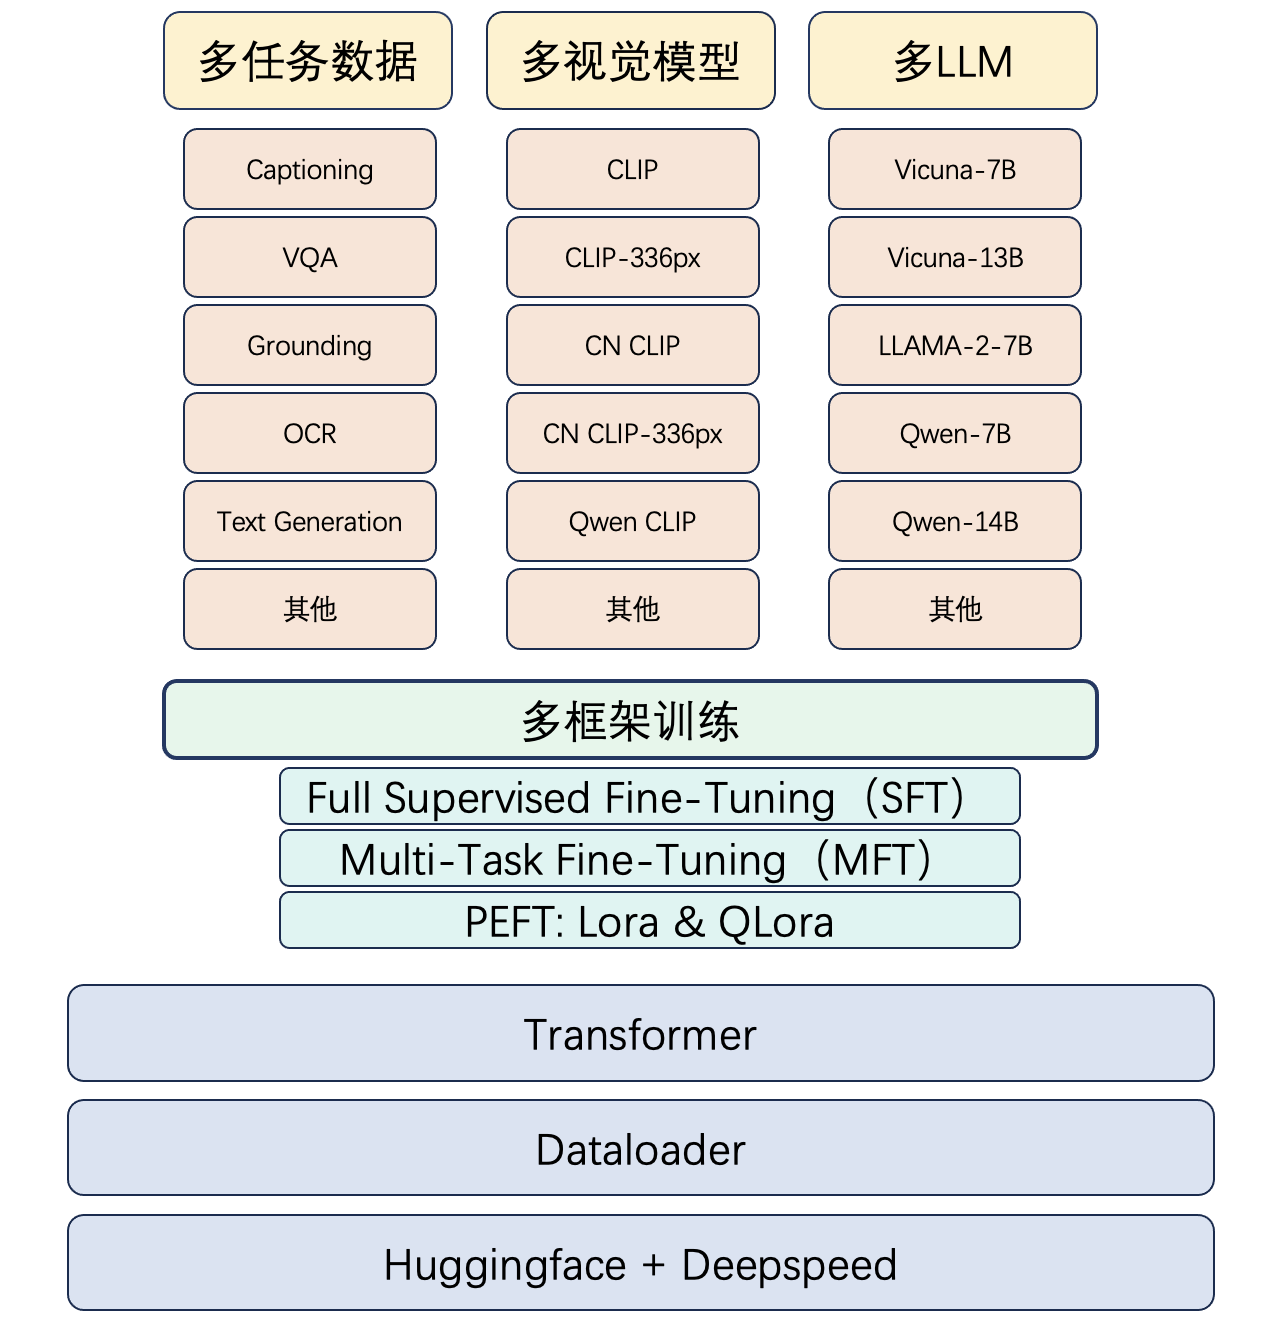 多任务数据
多视觉模型
多LLM
Captioning
CLIP
Vicuna-7B
VQA
CLIP-336px
Vicuna-13B
Grounding
CN CLIP
LLAMA-2-7B
OCR
CN CLIP-336px
Qwen-7B
Text Generation
Qwen CLIP
Qwen-14B
其他
其他
其他
多框架训练
Full Supervised Fine-Tuning（SFT）
Multi-Task Fine-Tuning（MFT）
PEFT: Lora & QLora
Transformer
Dataloader
Huggingface + Deepspeed